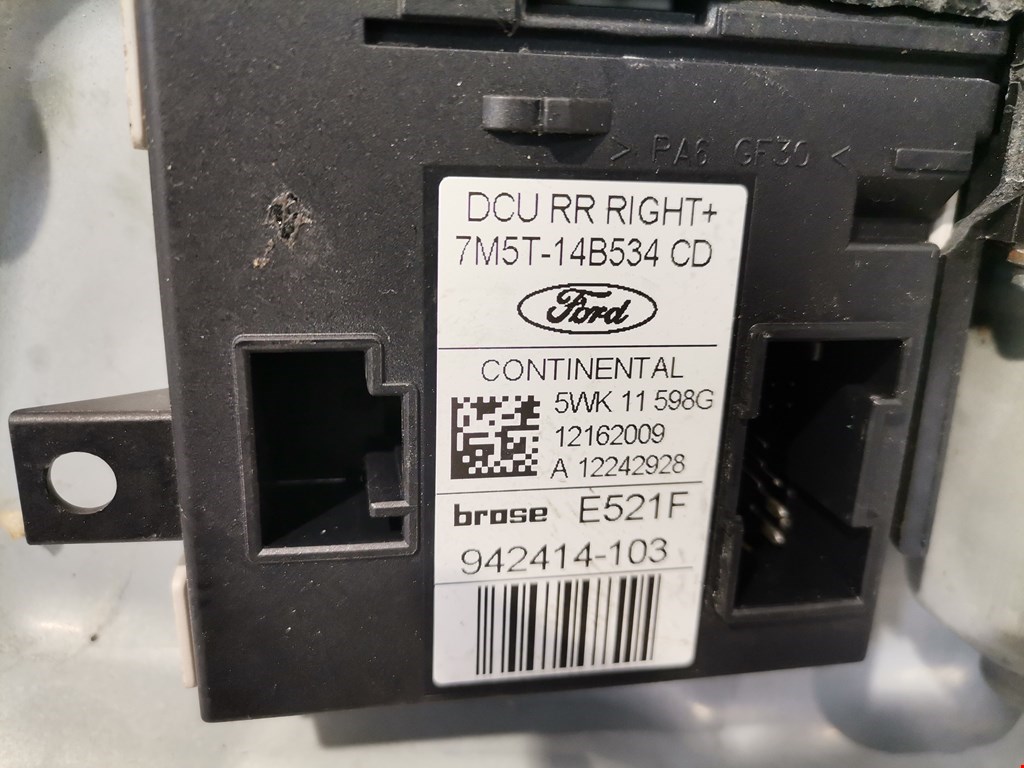 > PA6 GF30 <
DCU RR RIGHT+
7M5T-14B534 CD
Ford
CONTINENTAL
5WK 11 598G
12162009
A 12242928
brose E521F
942414-103